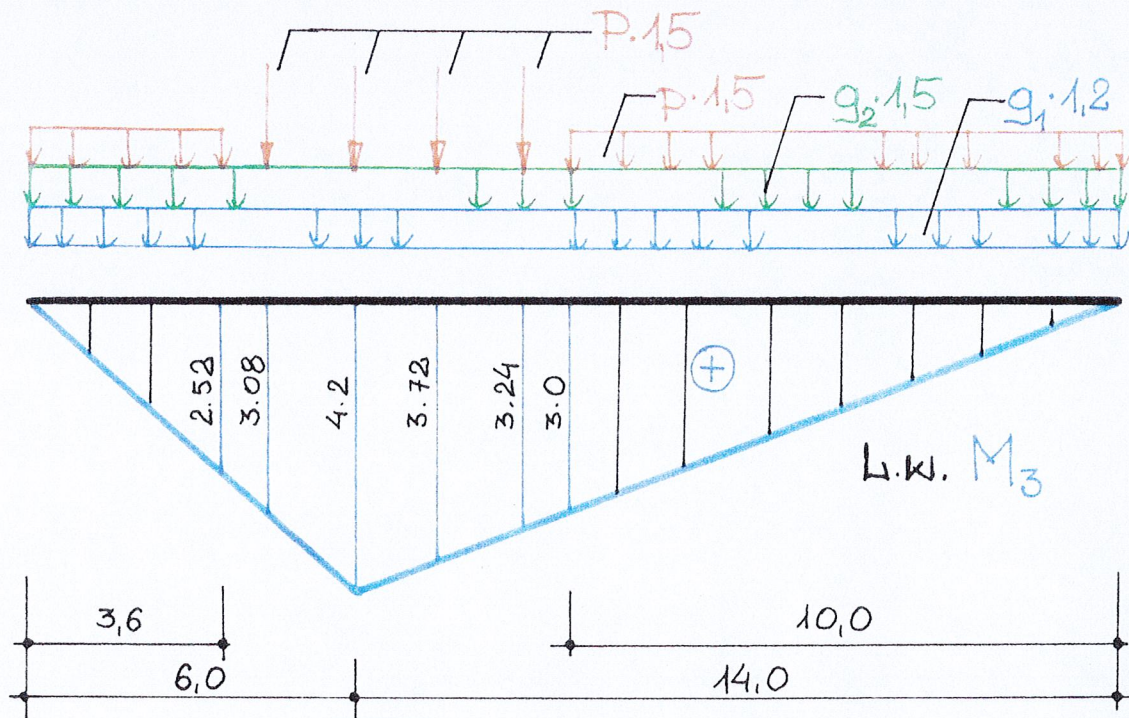 P·1,5
p·1,5
g₂·1,5
g₁·1,2
2.52
3.08
4.2
3.72
3.24
3.0
+
L.w. M₃
3,6
10,0
6,0
14,0